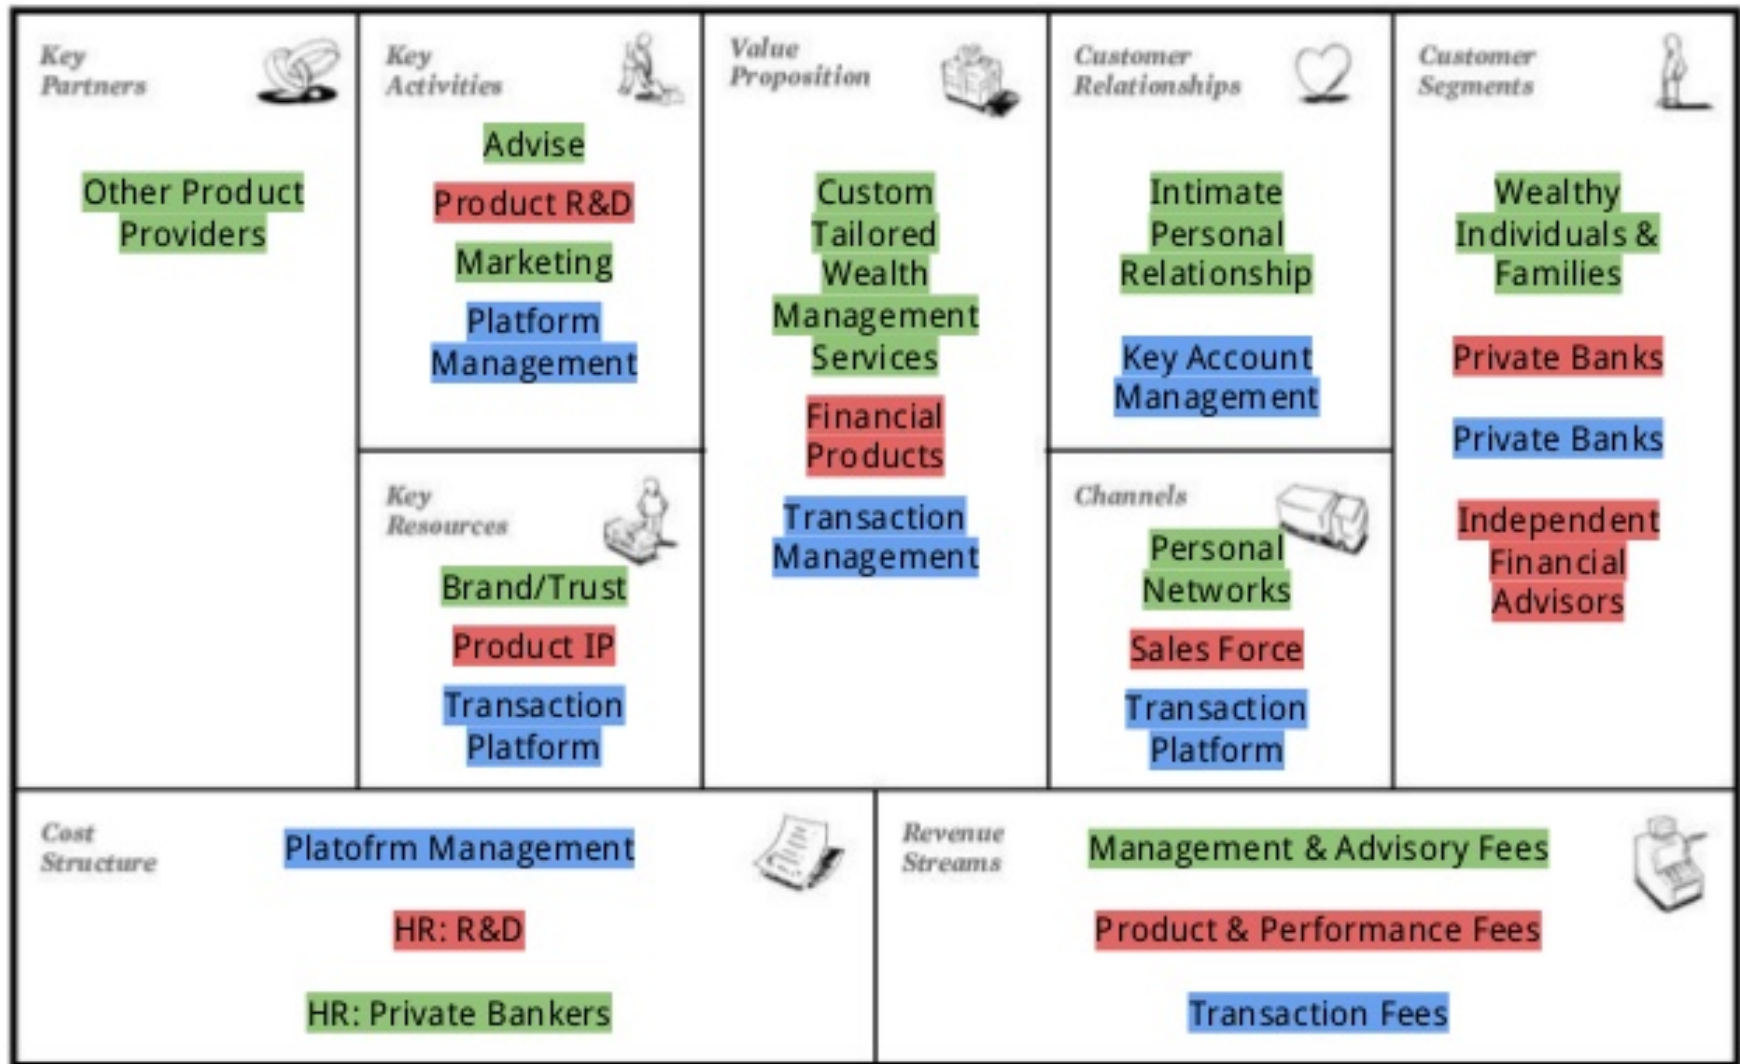 Key
Partners
Other Product
Providers
Key
Activities
Advise
Product R&D
Marketing
Platform
Management
Key
Resources
Brand/Trust
Product IP
Transaction
Platform
Value
Proposition
Custom
Tailored
Wealth
Management
Services
Financial
Products
Transaction
Management
Customer
Relationships
Intimate
Personal
Relationship
Key Account
Management
Channels
Personal
Networks
Sales Force
Transaction
Platform
Customer
Segments
Wealthy
Individuals &
Families
Private Banks
Private Banks
Independent
Financial
Advisors
Cost
Structure
Platofrm Management
HR: R&D
HR: Private Bankers
Revenue
Streams
Management & Advisory Fees
Product & Performance Fees
Transaction Fees